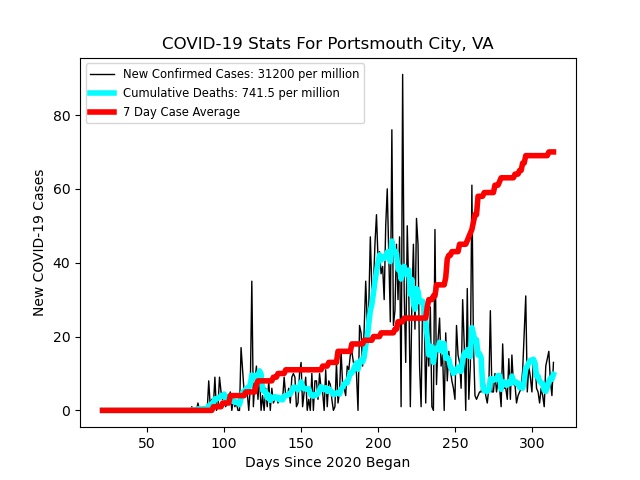 COVID-19 Stats For Portsmouth City, VA
New Confirmed Cases: 31200 per million
Cumulative Deaths: 741.5 per million
7 Day Case Average
New COVID-19 Cases
80
60
40
20
0
50 100 150 200 250 300
Days Since 2020 Began